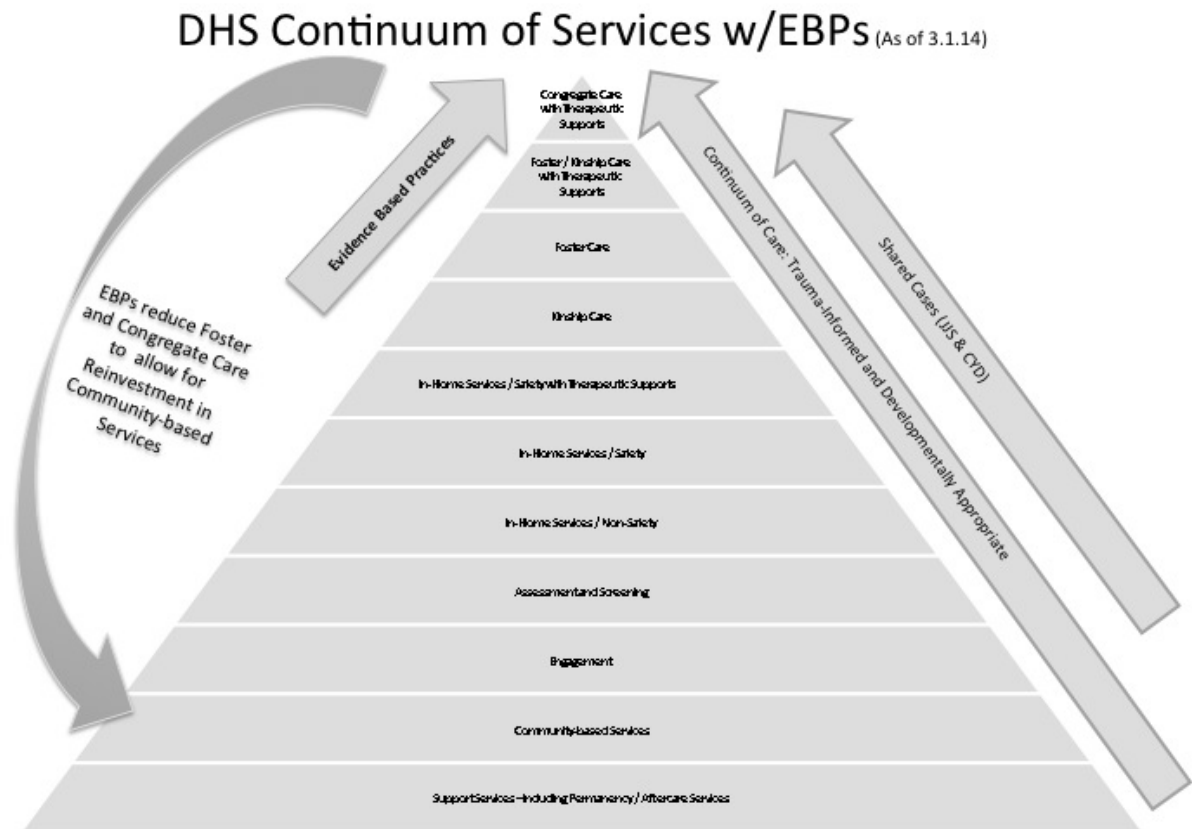 DHS Continuum of Services w/EBPs (As of 3.1.14)
Congregate Care
with Therapeutic
Supports
Foster / Kinship Care
with Therapeutic
Supports
Foster Care
Kinship Care
In-Home Services / Safety with Therapeutic Supports
In-Home Services / Safety
In-Home Services / Non-Safety
Assessment and Screening
Engagement
Community-based Services
Support Services – Including Permanency / Aftercare Services
Evidence Based Practices
EBPs reduce Foster
and Congregate Care
to allow for
Reinvestment in
Community-based
Services
Continuum of Care: Trauma-Informed and Developmentally Appropriate
Shared Cases (JJS & CYD)